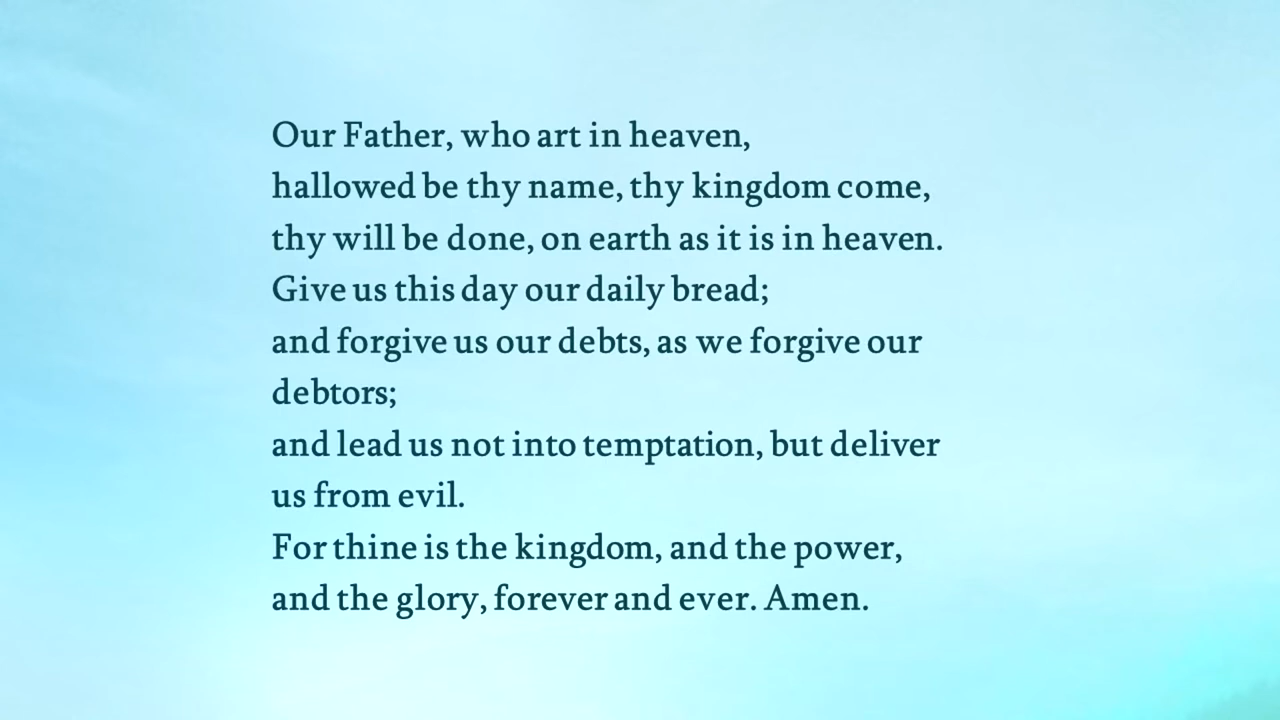 Our Father, who art in heaven,
hallowed be thy name, thy kingdom come,
thy will be done, on earth as it is in heaven.
Give us this day our daily bread;
and forgive us our debts, as we forgive our
debtors;
and lead us not into temptation, but deliver
us from evil.
For thine is the kingdom, and the power,
and the glory, forever and ever. Amen.